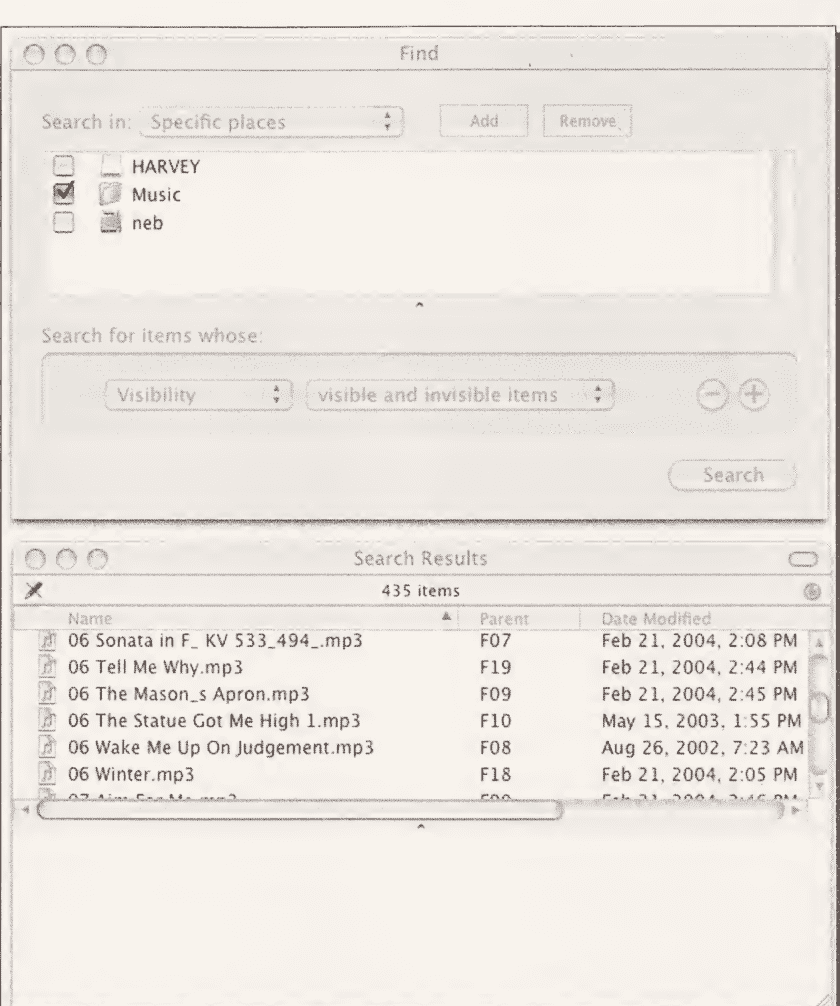 Find
Search in: Specific places Add Remove
HARVEY
Music
neb
Search for items whose:
Visibility visible and invisible items
Search
Search Results
435 items
Name Parent Date Modified
06 Sonata in F_ KV 533_494_.mp3 F07 Feb 21, 2004, 2:08 PM
06 Tell Me Why.mp3 F19 Feb 21, 2004, 2:44 PM
06 The Mason_s Apron.mp3 F09 Feb 21, 2004, 2:45 PM
06 The Statue Got Me High 1.mp3 F10 May 15, 2003, 1:55 PM
06 Wake Me Up On Judgement.mp3 F08 Aug 26, 2002, 7:23 AM
06 Winter.mp3 F18 Feb 21, 2004, 2:05 PM